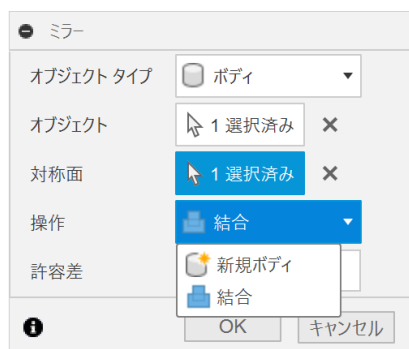 ミラー
オブジェクト タイプ ボディ
オブジェクト 1 選択済み
対称面 1 選択済み
操作 結合
新規ボディ
許容差
結合
OK キャンセル